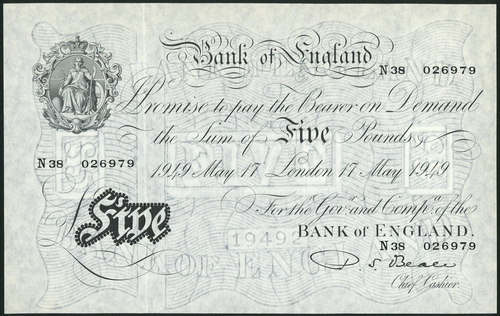 Bank of England
N38 026979
I Promise to pay the Bearer on Demand
the Sum of Five Pounds
N38 026979
1949 May 17 London 17 May 1949
For the Govr. and Compa. of the
BANK of ENGLAND.
N38 026979
£Five
1949
P. S. Beale
Chief Cashier.